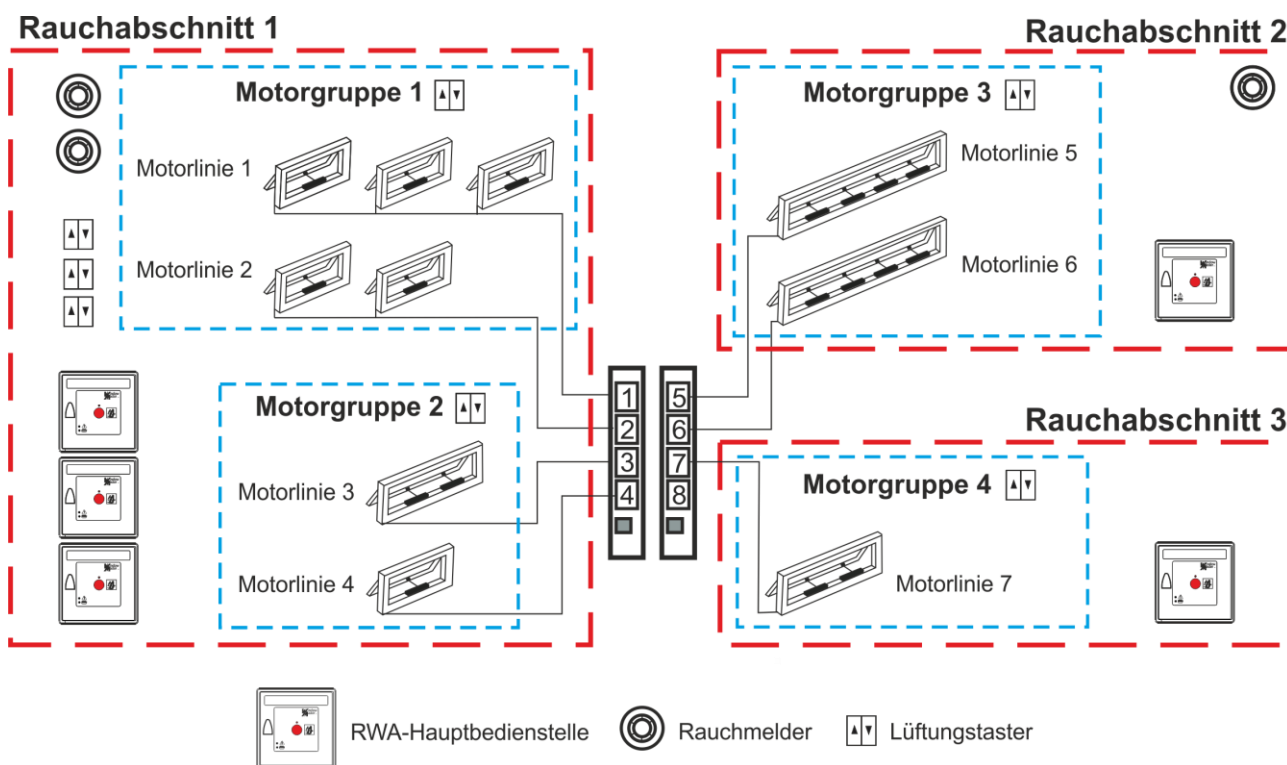 Rauchabschnitt 1
Motorgruppe 1
Motorlinie 1
Motorlinie 2
Motorgruppe 2
Motorlinie 3
Motorlinie 4
1
2
3
4
5
6
7
8
Rauchabschnitt 2
Motorgruppe 3
Motorlinie 5
Motorlinie 6
Rauchabschnitt 3
Motorgruppe 4
Motorlinie 7
RWA-Hauptbedienstelle
Rauchmelder
Lüftungstaster